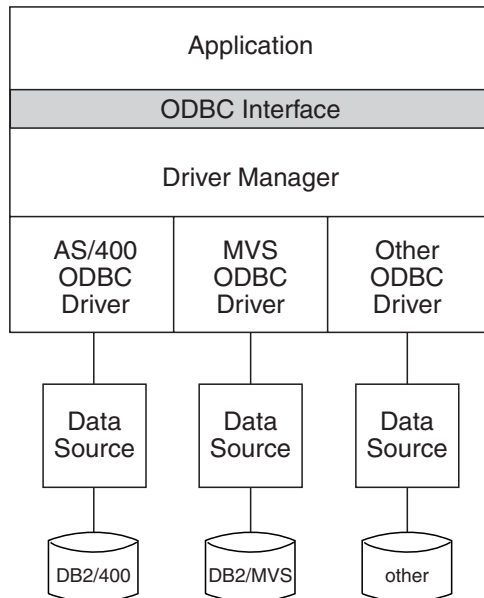 Application
ODBC Interface
Driver Manager
AS/400
ODBC
Driver
MVS
ODBC
Driver
Other
ODBC
Driver
Data
Source
Data
Source
Data
Source
DB2/400
DB2/MVS
other